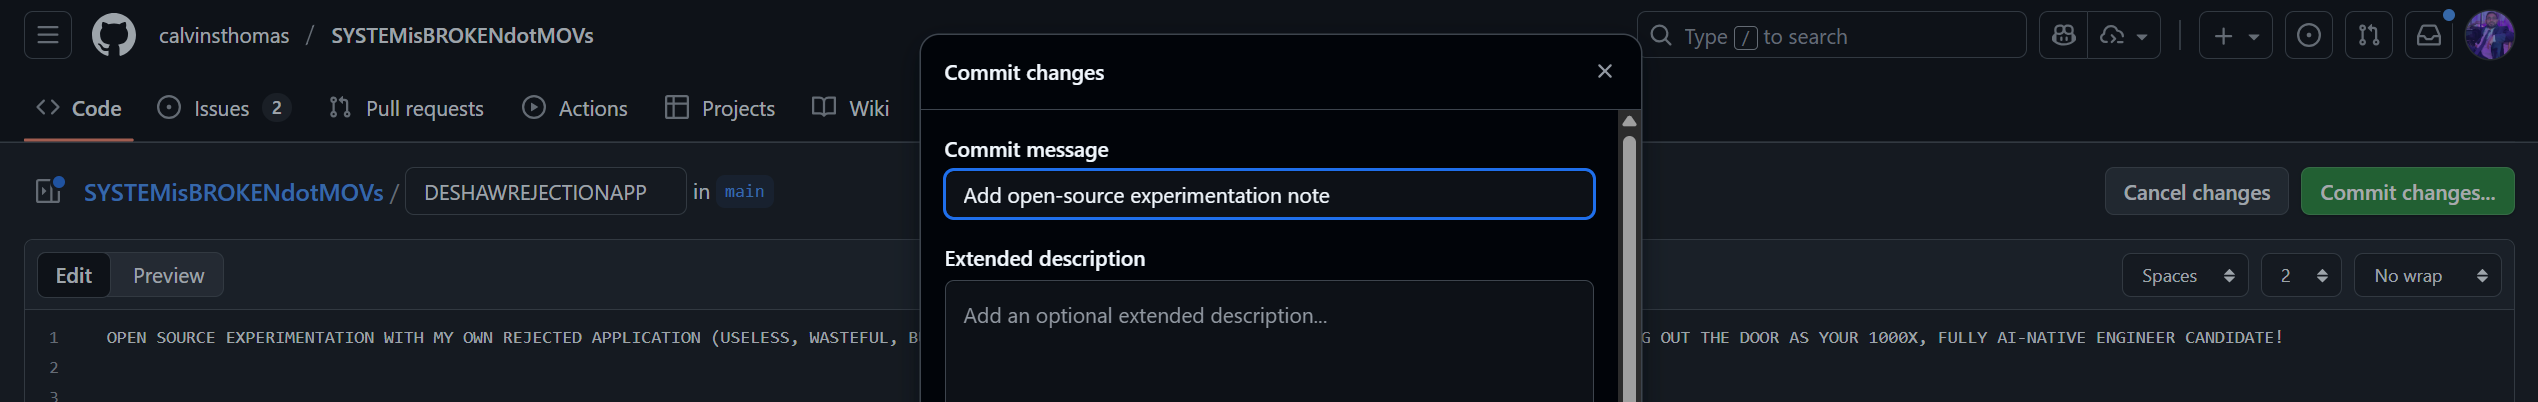 calvinsthomas / SYSTEMisBROKENdotMOVs
Type / to search
Code
Issues 2
Pull requests
Actions
Projects
Wiki
SYSTEMisBROKENdotMOVs / DESHAWREJECTIONAPP in main
Cancel changes
Commit changes...
Edit
Preview
Spaces
2
No wrap
1 OPEN SOURCE EXPERIMENTATION WITH MY OWN REJECTED APPLICATION (USELESS, WASTEFUL, OUT THE DOOR AS YOUR 1000X, FULLY AI-NATIVE ENGINEER CANDIDATE!
2
3
Commit changes
Commit message
Add open-source experimentation note
Extended description
Add an optional extended description...